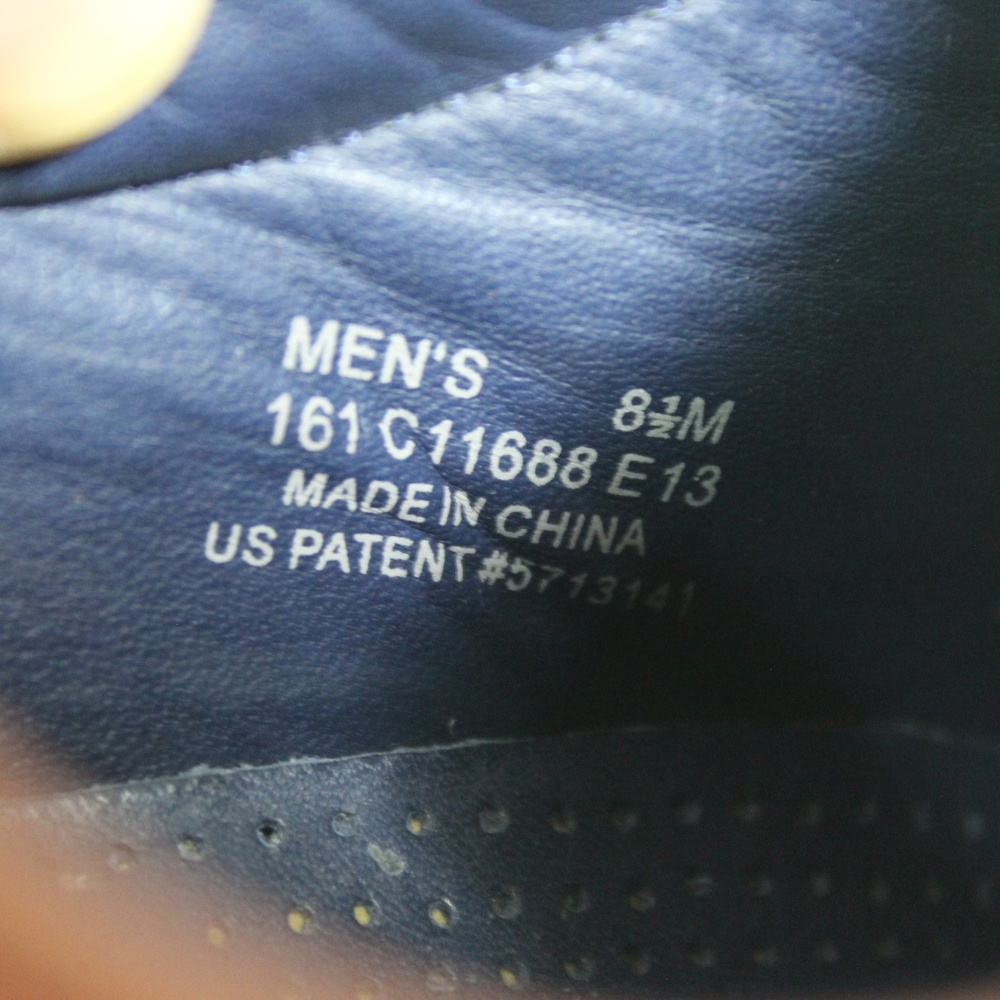 MEN'S 8½M
161 C11688 E13
MADE IN CHINA
US PATENT #5713141